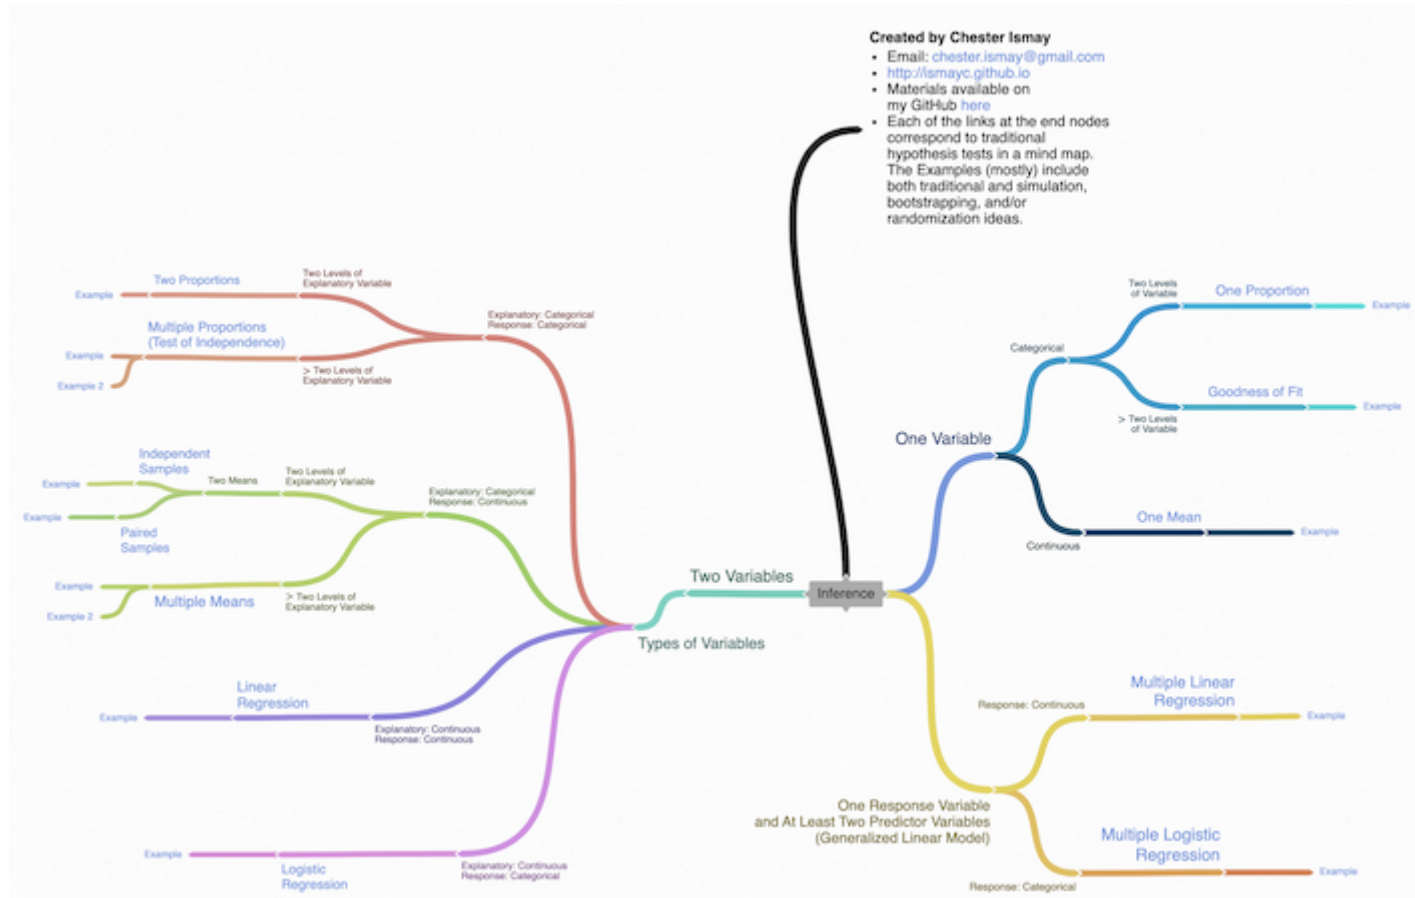 Created by Chester Ismay
• Email: chester.ismay@gmail.com
• http://ismayc.github.io
• Materials available on
my GitHub here
• Each of the links at the end nodes
correspond to traditional
hypothesis tests in a mind map.
The Examples (mostly) include
both traditional and simulation,
bootstrapping, and/or
randomization ideas.
Inference
Two Variables
Types of Variables
Explanatory: Categorical
Response: Categorical
Two Levels of
Explanatory Variable
Two Proportions
Example
> Two Levels of
Explanatory Variable
Multiple Proportions
(Test of Independence)
Example
Example 2
Explanatory: Categorical
Response: Continuous
Two Levels of
Explanatory Variable
Two Means
Independent
Samples
Example
Paired
Samples
Example
> Two Levels of
Explanatory Variable
Multiple Means
Example
Example 2
Explanatory: Continuous
Response: Continuous
Linear
Regression
Example
Explanatory: Continuous
Response: Categorical
Logistic
Regression
Example
One Variable
Categorical
Two Levels
of Variable
One Proportion
Example
> Two Levels
of Variable
Goodness of Fit
Example
Continuous
One Mean
Example
One Response Variable
and At Least Two Predictor Variables
(Generalized Linear Model)
Response: Continuous
Multiple Linear
Regression
Example
Response: Categorical
Multiple Logistic
Regression
Example